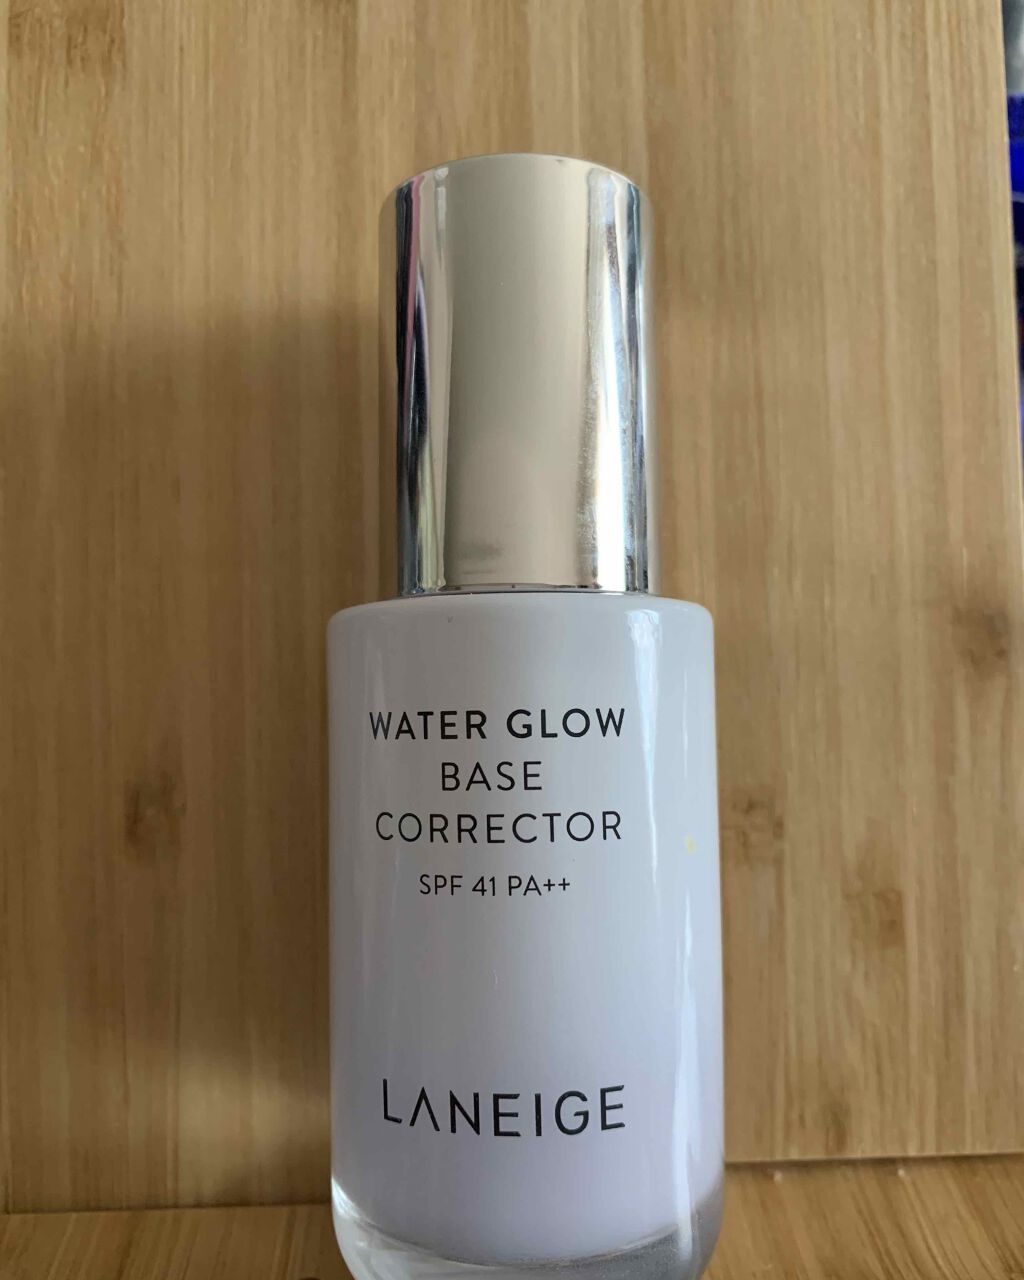 WATER GLOW
BASE
CORRECTOR
SPF 41 PA++
LANEIGE